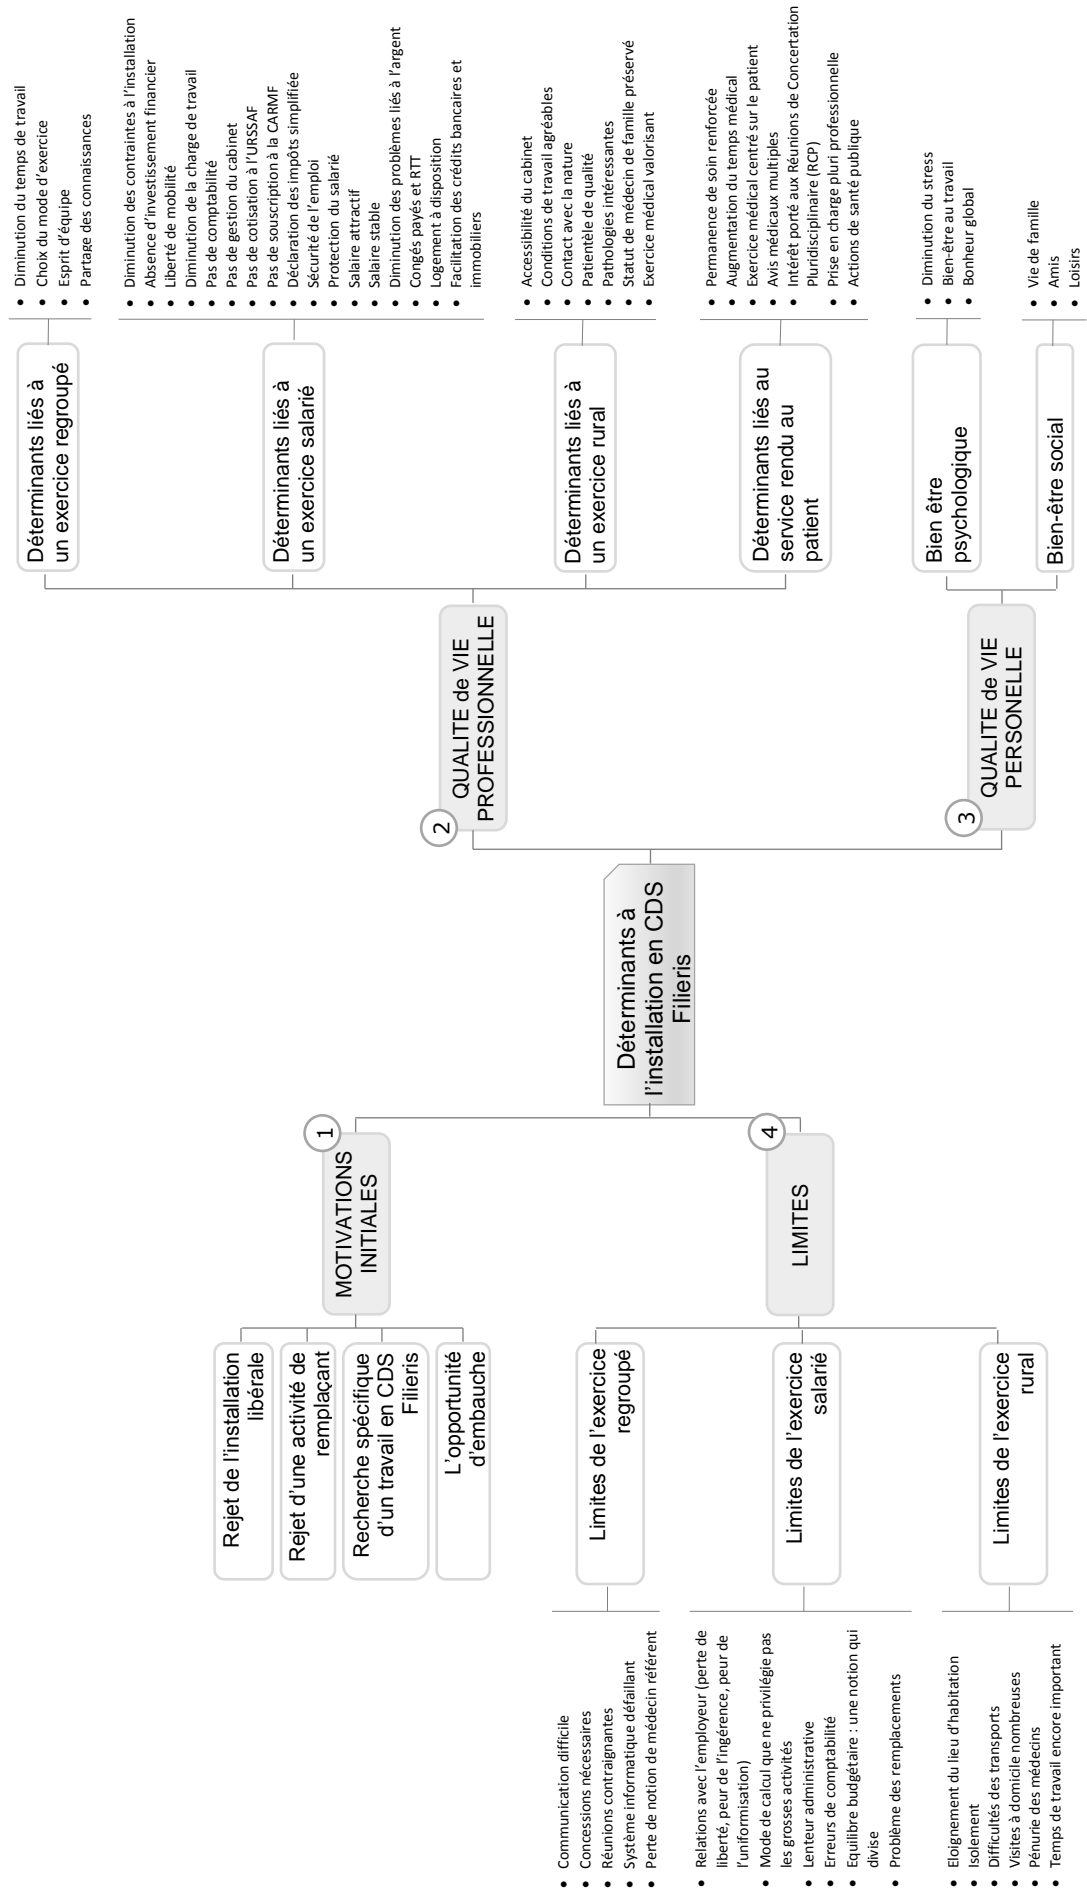 Déterminants à
l'installation en CDS
Filieris
1
MOTIVATIONS
INITIALES
Rejet de l'installation
libérale
Rejet d'une activité de
remplaçant
Recherche spécifique
d'un travail en CDS
Filieris
L'opportunité
d'embauche
2
QUALITE de VIE
PROFESSIONNELLE
Déterminants liés à
un exercice regroupé
• Diminution du temps de travail
• Choix du mode d'exercice
• Esprit d'équipe
• Partage des connaissances
Déterminants liés à
un exercice salarié
• Diminution des contraintes à l'installation
• Absence d'investissement financier
• Liberté de mobilité
• Diminution de la charge de travail
• Pas de comptabilité
• Pas de gestion du cabinet
• Pas de cotisation à l'URSSAF
• Pas de souscription à la CARMF
• Déclaration des impôts simplifiée
• Sécurité de l'emploi
• Protection du salarié
• Salaire attractif
• Salaire stable
• Diminution des problèmes liés à l'argent
• Congés payés et RTT
• Logement à disposition
• Facilitation des crédits bancaires et
immobiliers
Déterminants liés à
un exercice rural
• Accessibilité du cabinet
• Conditions de travail agréables
• Contact avec la nature
• Patientèle de qualité
• Pathologies intéressantes
• Statut de médecin de famille préservé
• Exercice médical valorisant
Déterminants liés au
service rendu au
patient
• Permanence de soin renforcée
• Augmentation du temps médical
• Exercice médical centré sur le patient
• Avis médicaux multiples
• Intérêt porté aux Réunions de Concertation
Pluridisciplinaire (RCP)
• Prise en charge pluri professionnelle
• Actions de santé publique
3
QUALITE de VIE
PERSONELLE
Bien être
psychologique
• Diminution du stress
• Bien-être au travail
• Bonheur global
Bien-être social
• Vie de famille
• Amis
• Loisirs
4
LIMITES
Limites de l'exercice
regroupé
• Communication difficile
• Concessions nécessaires
• Réunions contraignantes
• Système informatique défaillant
• Perte de notion de médecin référent
Limites de l'exercice
salarié
• Relations avec l'employeur (perte de
liberté, peur de l'ingérence, peur de
l'uniformisation)
• Mode de calcul que ne privilégie pas
les grosses activités
• Lenteur administrative
• Erreurs de comptabilité
• Equilibre budgétaire : une notion qui
divise
• Problème des remplacements
Limites de l'exercice
rural
• Eloignement du lieu d'habitation
• Isolement
• Difficultés des transports
• Visites à domicile nombreuses
• Pénurie des médecins
• Temps de travail encore important